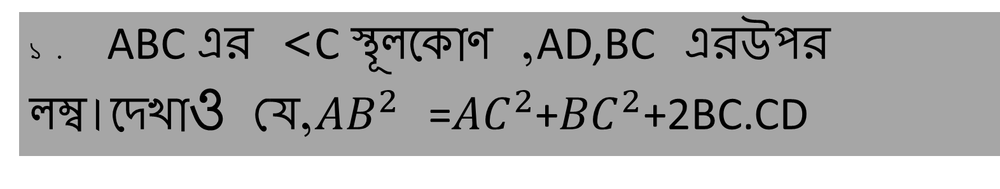 ১. ABC এর <C স্থূলকোণ ,AD,BC এরউপর
লম্ব।দেখাও যে,AB² =AC²+BC²+2BC.CD